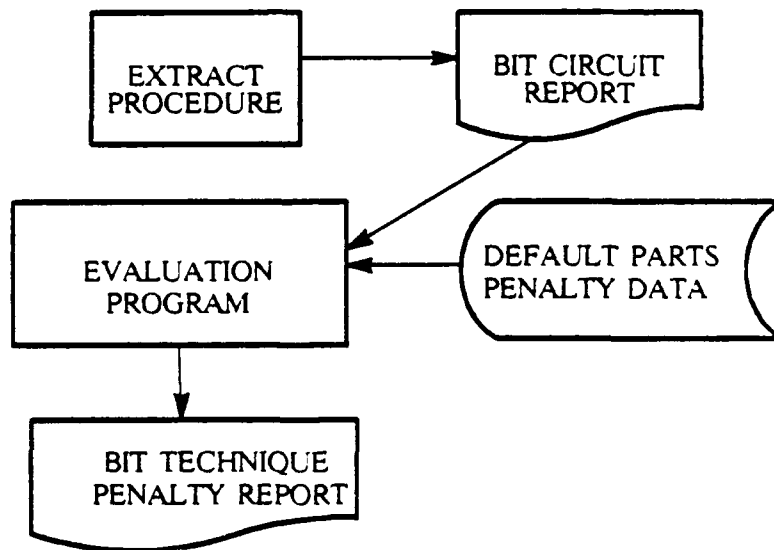 EXTRACT
PROCEDURE
BIT CIRCUIT
REPORT
EVALUATION
PROGRAM
DEFAULT PARTS
PENALTY DATA
BIT TECHNIQUE
PENALTY REPORT